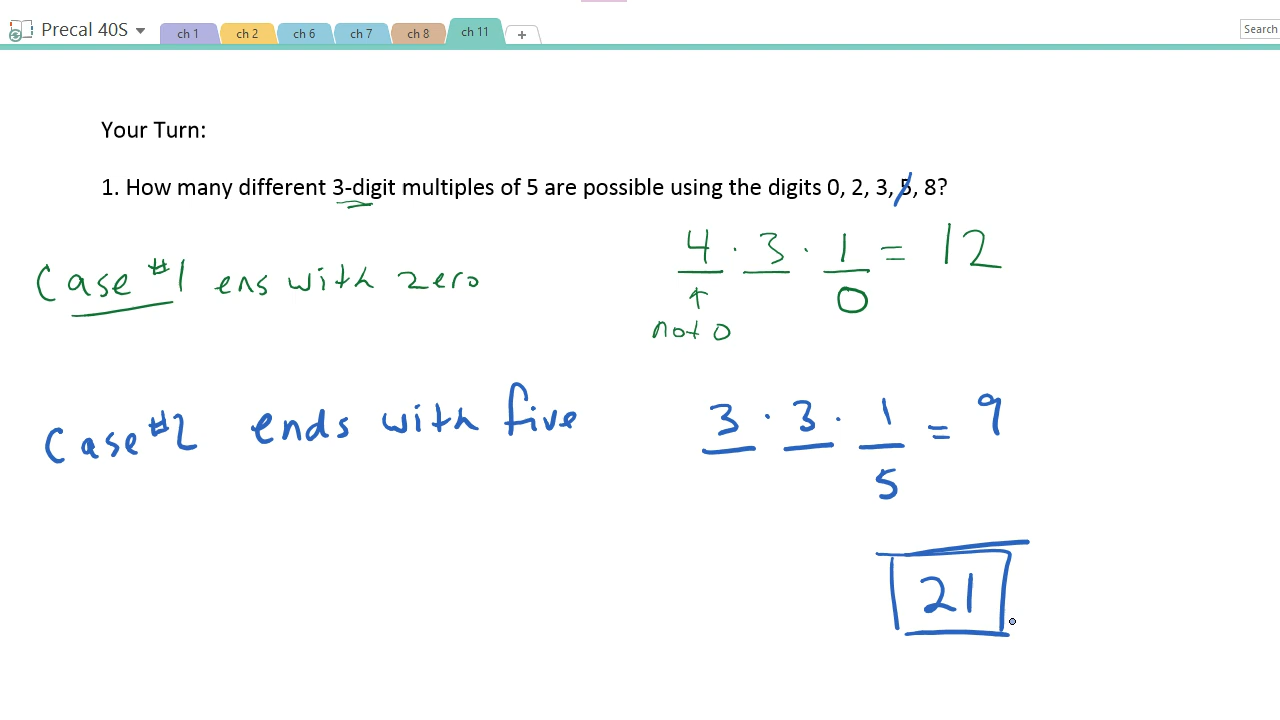 Precal 40S ch 1 ch 2 ch 6 ch 7 ch 8 ch 11 + Search
Your Turn:
1. How many different 3-digit multiples of 5 are possible using the digits 0, 2, 3, 5, 8?
4 · 3 · 1 = 12
Case #1 ens with zero
0
not 0
Case #2 ends with five
3 · 3 · 1 = 9
5
21